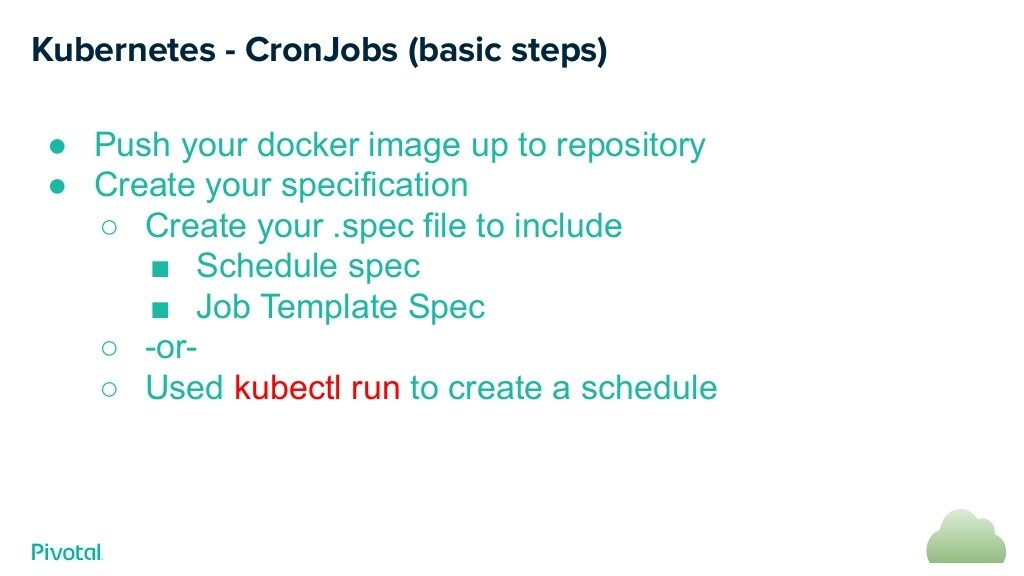 Kubernetes - CronJobs (basic steps)
● Push your docker image up to repository
● Create your specification
○ Create your .spec file to include
■ Schedule spec
■ Job Template Spec
○ -or-
○ Used kubectl run to create a schedule
Pivotal